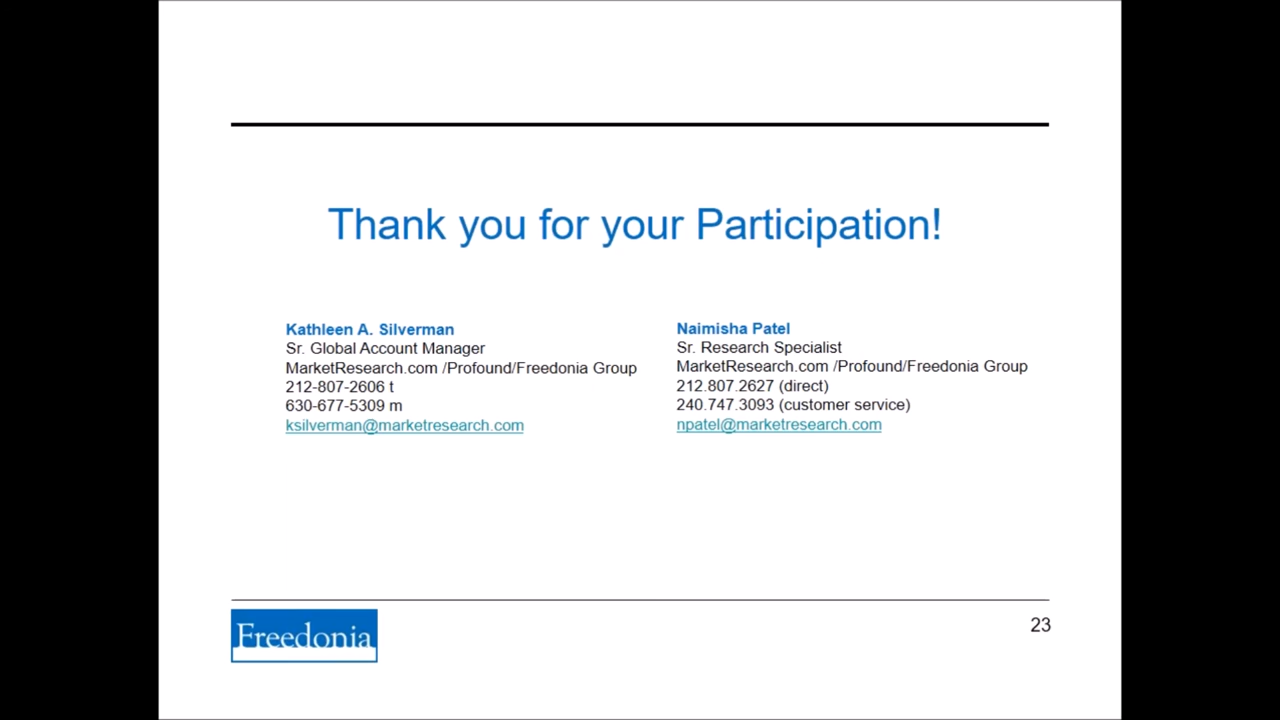 Thank you for your Participation!
Kathleen A. Silverman
Sr. Global Account Manager
MarketResearch.com /Profound/Freedonia Group
212-807-2606 t
630-677-5309 m
ksilverman@marketresearch.com
Naimisha Patel
Sr. Research Specialist
MarketResearch.com /Profound/Freedonia Group
212.807.2627 (direct)
240.747.3093 (customer service)
npatel@marketresearch.com
Freedonia
23